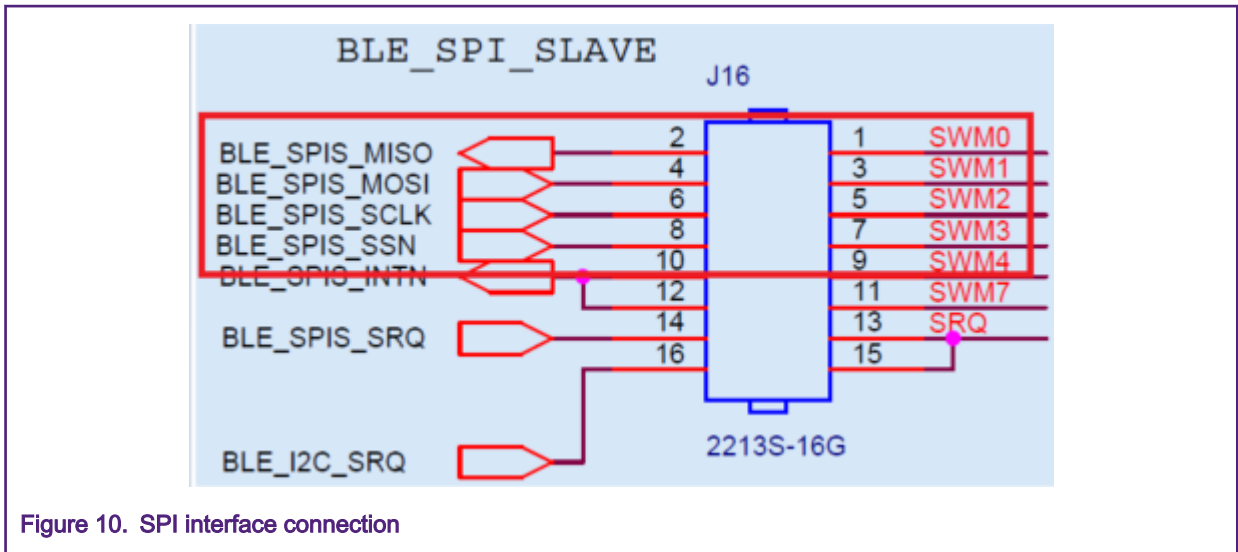 BLE_SPI_SLAVE
J16
BLE_SPIS_MISO 2 1 SWM0
BLE_SPIS_MOSI 4 3 SWM1
BLE_SPIS_SCLK 6 5 SWM2
BLE_SPIS_SSN 8 7 SWM3
BLE_SPIS_INTN 10 9 SWM4
12 11 SWM7
BLE_SPIS_SRQ 14 13 SRQ
16 15
BLE_I2C_SRQ
2213S-16G
Figure 10. SPI interface connection